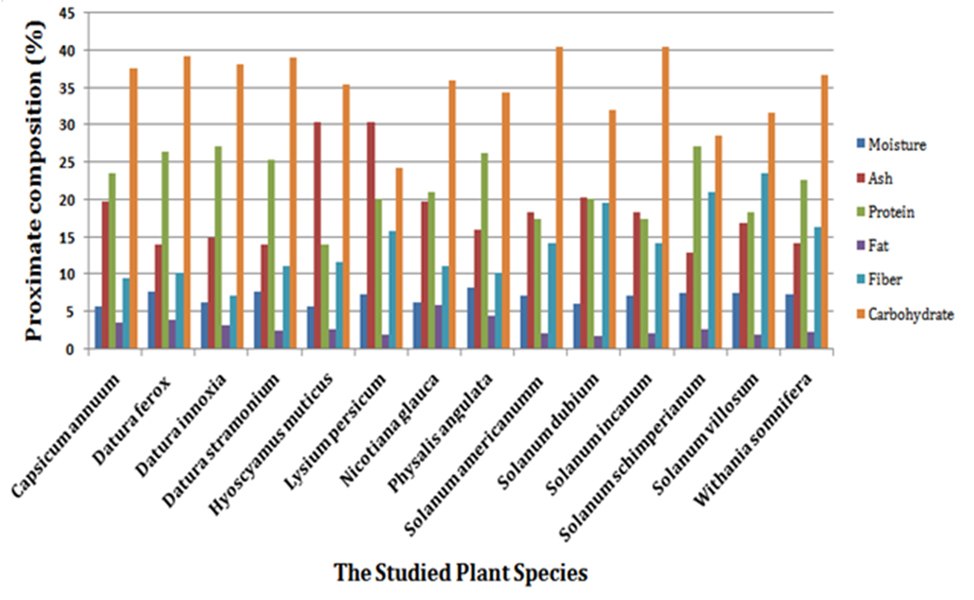 Proximate composition (%)
45
40
35
30
25
20
15
10
5
0
Moisture
Ash
Protein
Fat
Fiber
Carbohydrate
Capsicum annuum
Datura ferox
Datura innoxia
Datura stramonium
Hyoscyamus muticus
Lysium persicum
Nicotiana glauca
Physalis angulata
Solanum americanumn
Solanum dubium
Solanum incanum
Solanum schimperianum
Solanum villosum
Withania somnifera
The Studied Plant Species